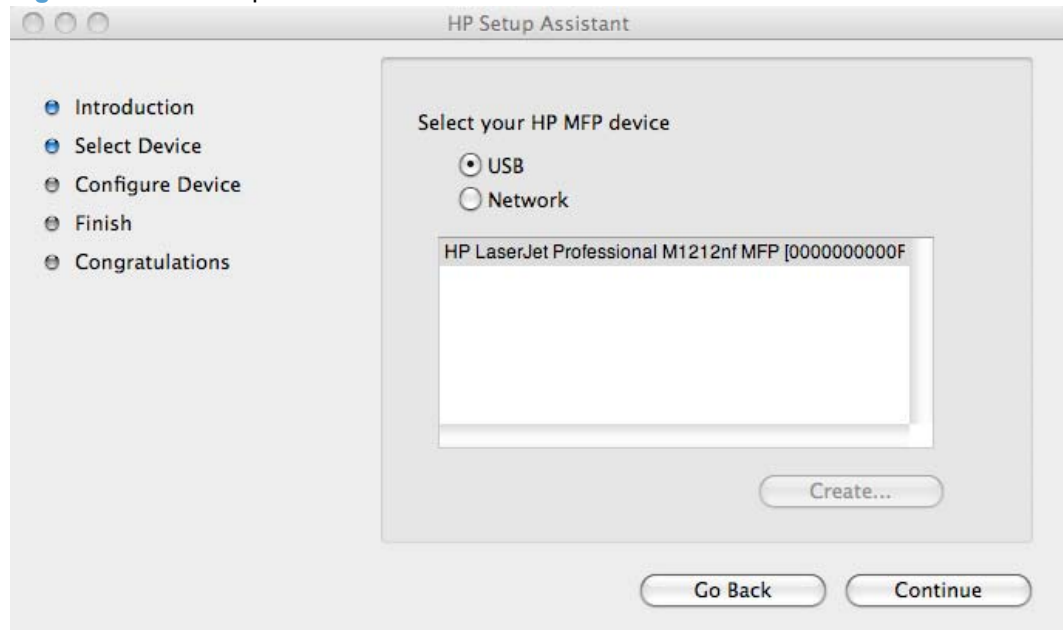 HP Setup Assistant
Introduction
Select Device
Configure Device
Finish
Congratulations
Select your HP MFP device
USB
Network
HP LaserJet Professional M1212nf MFP [0000000000F
Create...
Go Back
Continue